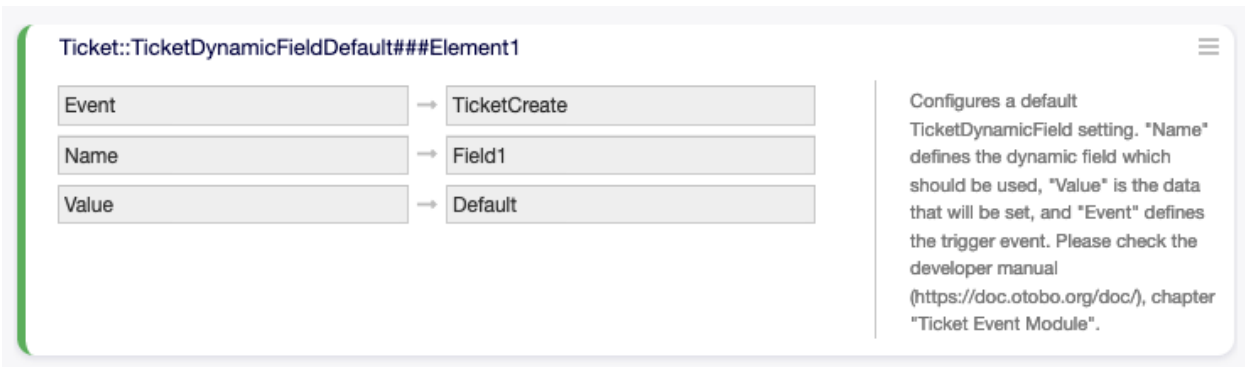 Ticket::TicketDynamicFieldDefault###Element1
Event → TicketCreate
Name → Field1
Value → Default
Configures a default
TicketDynamicField setting. "Name"
defines the dynamic field which
should be used, "Value" is the data
that will be set, and "Event" defines
the trigger event. Please check the
developer manual
(https://doc.otobo.org/doc/), chapter
"Ticket Event Module".